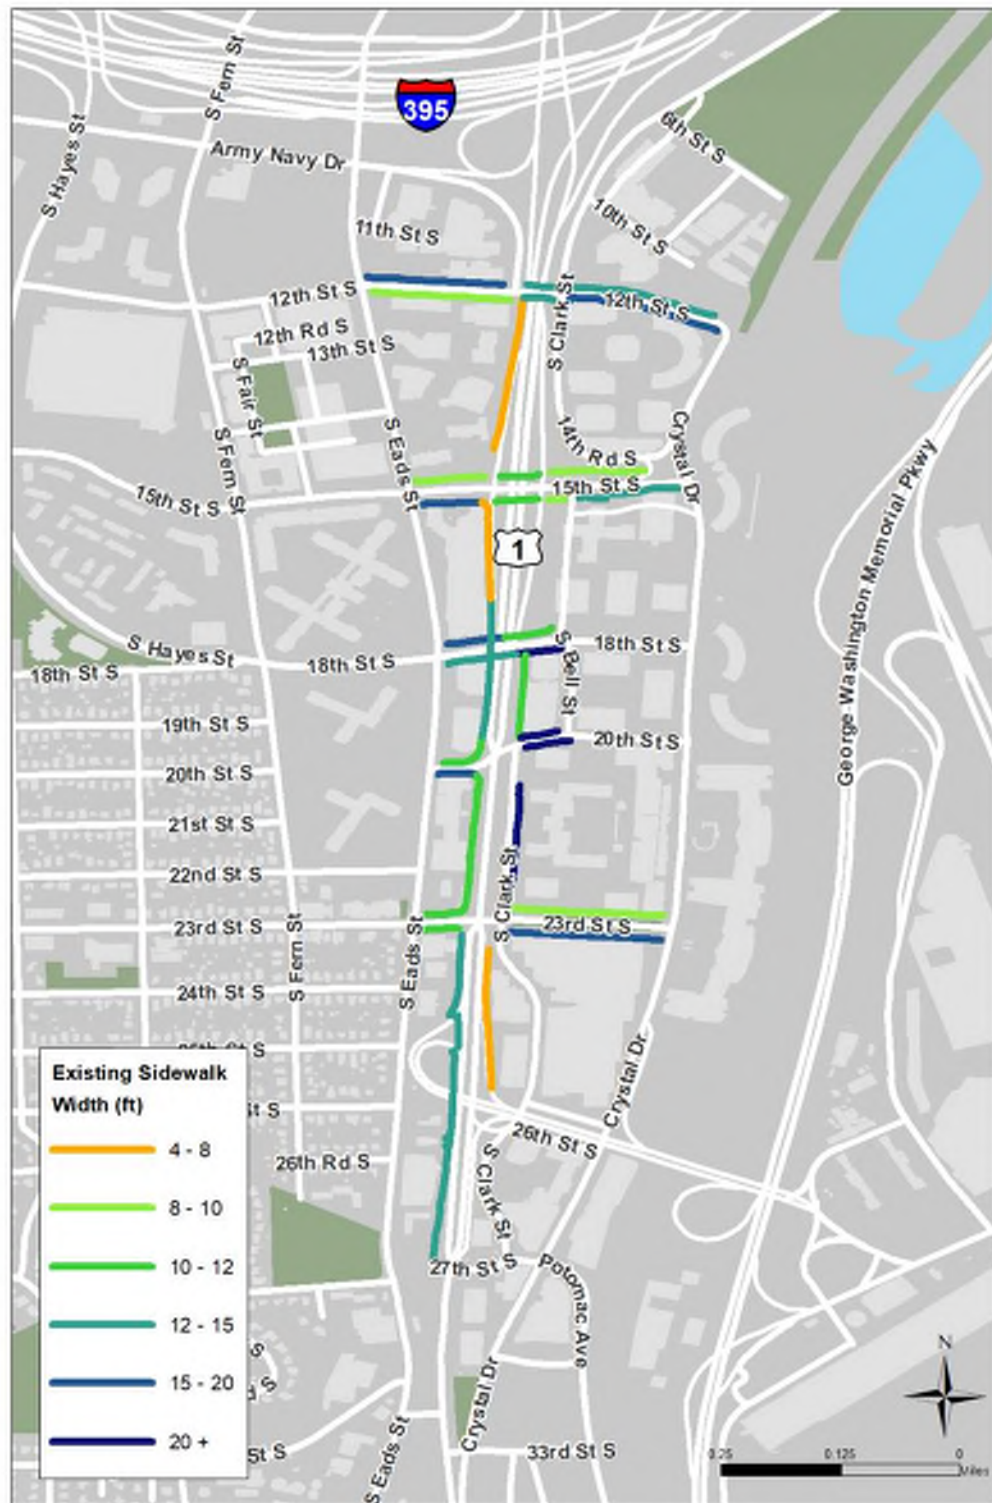 S Fern St
395
S Hayes St
Army Navy Dr
6th St S
10th St S
11th St S
12th St S
S Clark St
12th St S
12th Rd S
13th St S
S Fair St
S Fern St
S Eads St
14th Rd S
Crystal Dr
15th St S
15th St S
1
George Washington Memorial Pkwy
S Hayes St
18th St S
18th St S
18th St S
S Bell St
19th St S
20th St S
20th St S
21st St S
22nd St S
S Clark St
23rd St S
23rd St S
S Fern St
S Eads St
24th St S
Crystal Dr
26th St S
26th Rd S
S Clark St
27th St S
Potomac Ave
Crystal Dr
33rd St S
S Eads St
St S
St S
S
S
Existing Sidewalk
Width (ft)
4 - 8
8 - 10
10 - 12
12 - 15
15 - 20
20 +
N
0.25
0.125
0
Miles